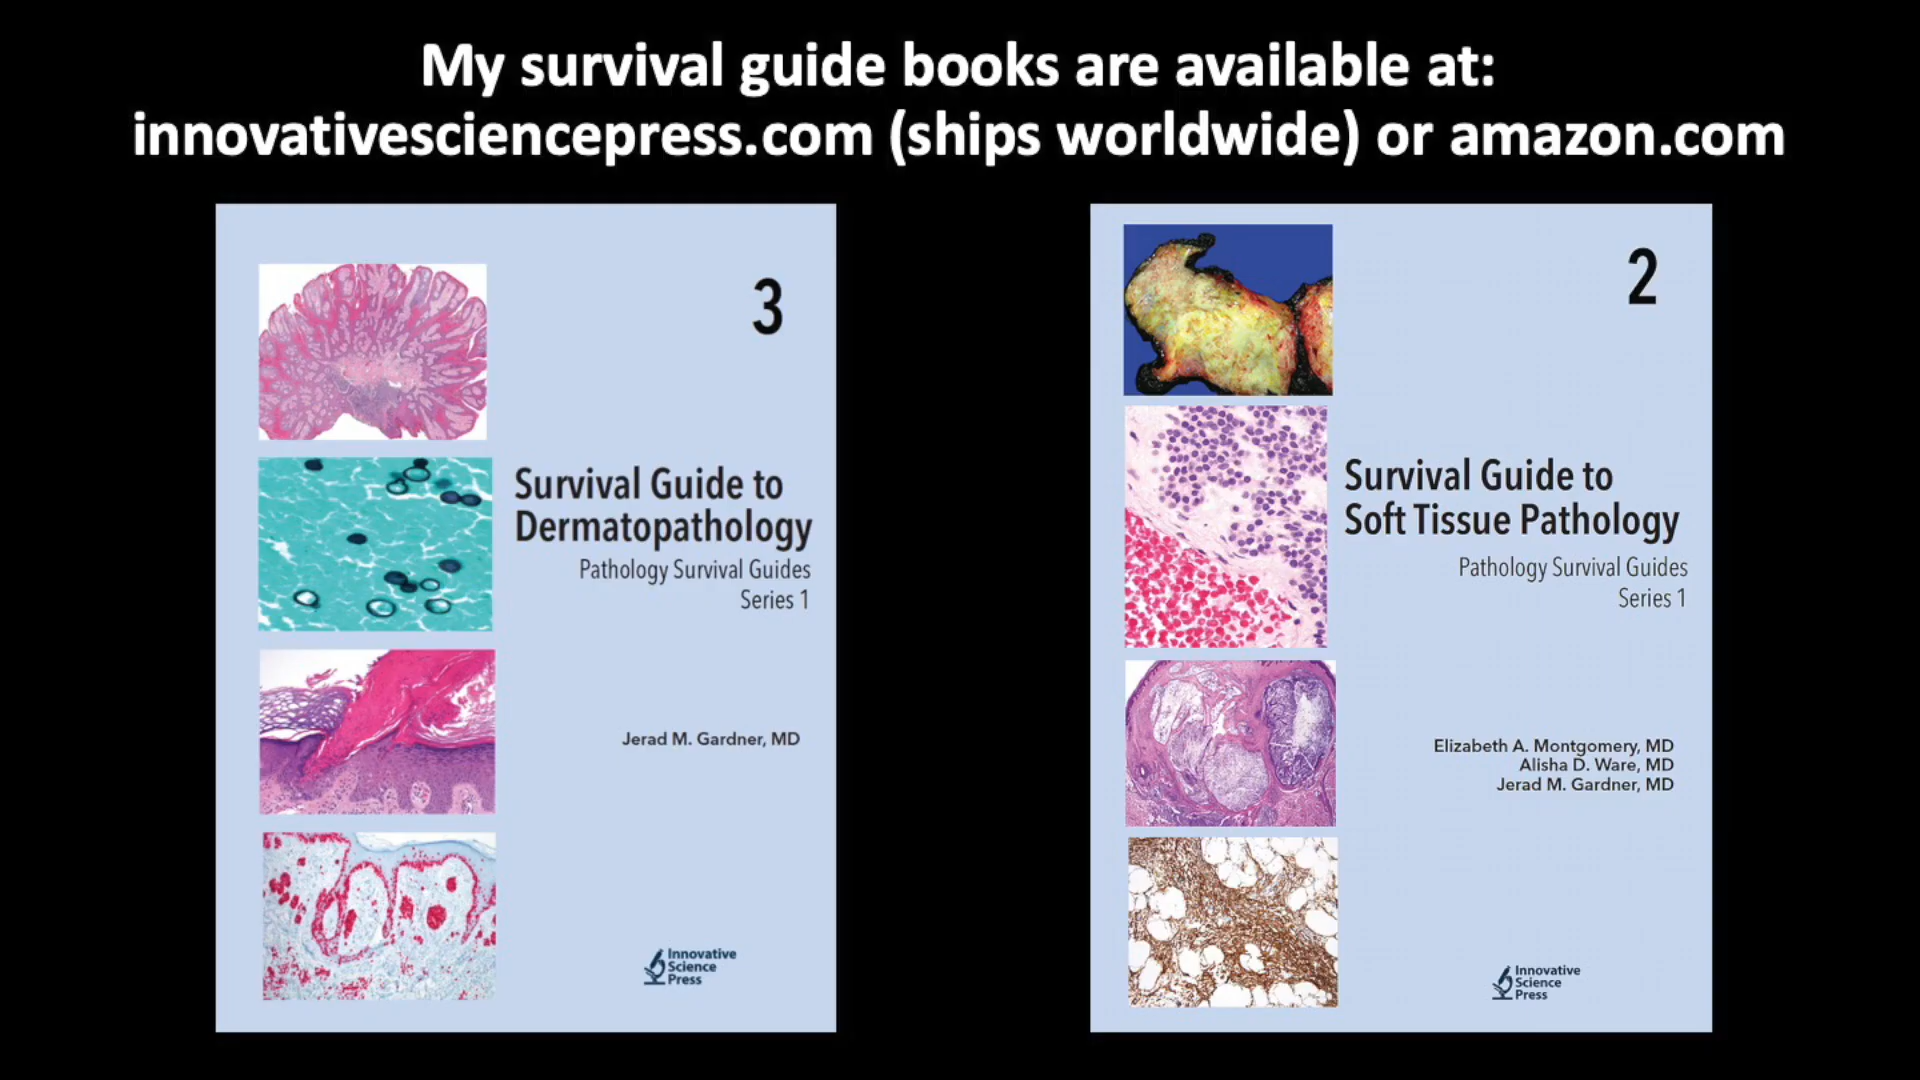 My survival guide books are available at:
innovativesciencepress.com (ships worldwide) or amazon.com
3
Survival Guide to
Dermatopathology
Pathology Survival Guides
Series 1
Jerad M. Gardner, MD
Innovative
Science
Press
2
Survival Guide to
Soft Tissue Pathology
Pathology Survival Guides
Series 1
Elizabeth A. Montgomery, MD
Alisha D. Ware, MD
Jerad M. Gardner, MD
Innovative
Science
Press